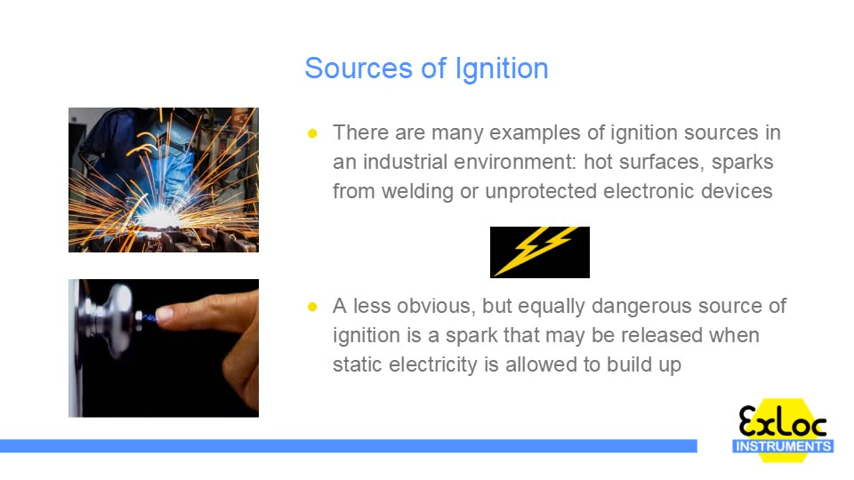 Sources of Ignition
● There are many examples of ignition sources in
an industrial environment: hot surfaces, sparks
from welding or unprotected electronic devices
● A less obvious, but equally dangerous source of
ignition is a spark that may be released when
static electricity is allowed to build up
ExLoc
INSTRUMENTS